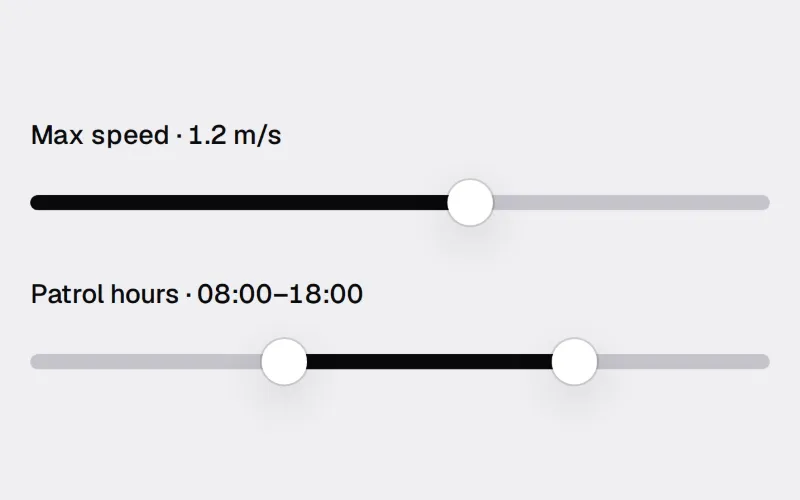 Max speed · 1.2 m/s
Patrol hours · 08:00–18:00